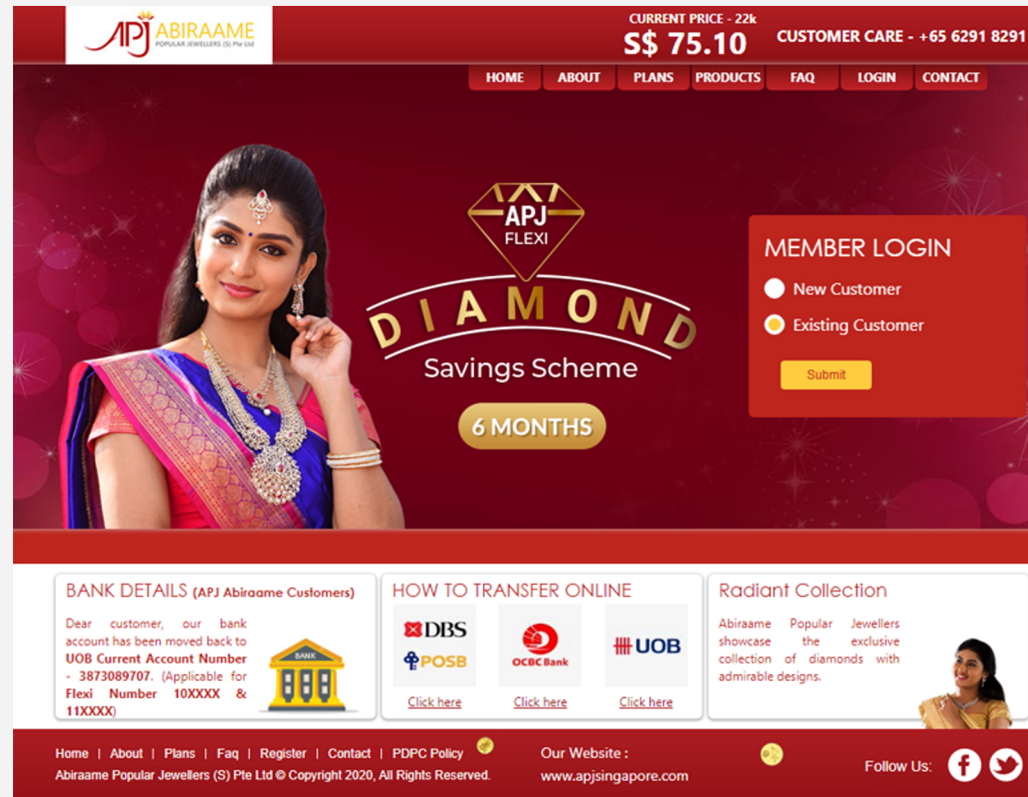 APJ ABIRAAME
POPULAR JEWELLERS (S) Pte Ltd
CURRENT PRICE - 22k
S$ 75.10
CUSTOMER CARE - +65 6291 8291
HOME ABOUT PLANS PRODUCTS FAQ LOGIN CONTACT
APJ
FLEXI
DIAMOND
Savings Scheme
6 MONTHS
MEMBER LOGIN
New Customer
Existing Customer
Submit
BANK DETAILS (APJ Abiraame Customers)
Dear customer, our bank
account has been moved back to
UOB Current Account Number
- 3873089707. (Applicable for
Flexi Number 10XXXX &
11XXXX)
BANK
HOW TO TRANSFER ONLINE
DBS
POSB
OCBC Bank
UOB
Click here Click here Click here
Radiant Collection
Abiraame Popular Jewellers
showcase the exclusive
collection of diamonds with
admirable designs.
Home | About | Plans | Faq | Register | Contact | PDPC Policy
Abiraame Popular Jewellers (S) Pte Ltd © Copyright 2020, All Rights Reserved.
Our Website :
www.apjsingapore.com
Follow Us: